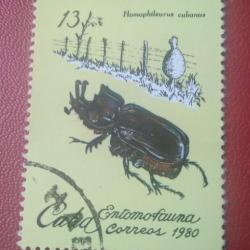 13¢
Homophileurus cubanus
Cuba Entomofauna
correos 1980